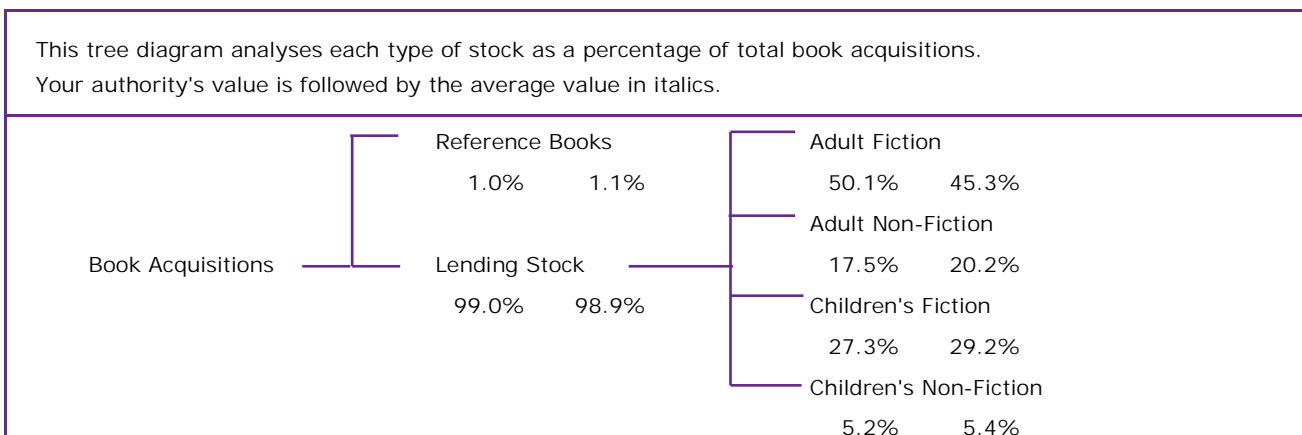 This tree diagram analyses each type of stock as a percentage of total book acquisitions.
Your authority's value is followed by the average value in italics.
Reference Books
1.0% 1.1%
Book Acquisitions
Lending Stock
99.0% 98.9%
Adult Fiction
50.1% 45.3%
Adult Non-Fiction
17.5% 20.2%
Children's Fiction
27.3% 29.2%
Children's Non-Fiction
5.2% 5.4%